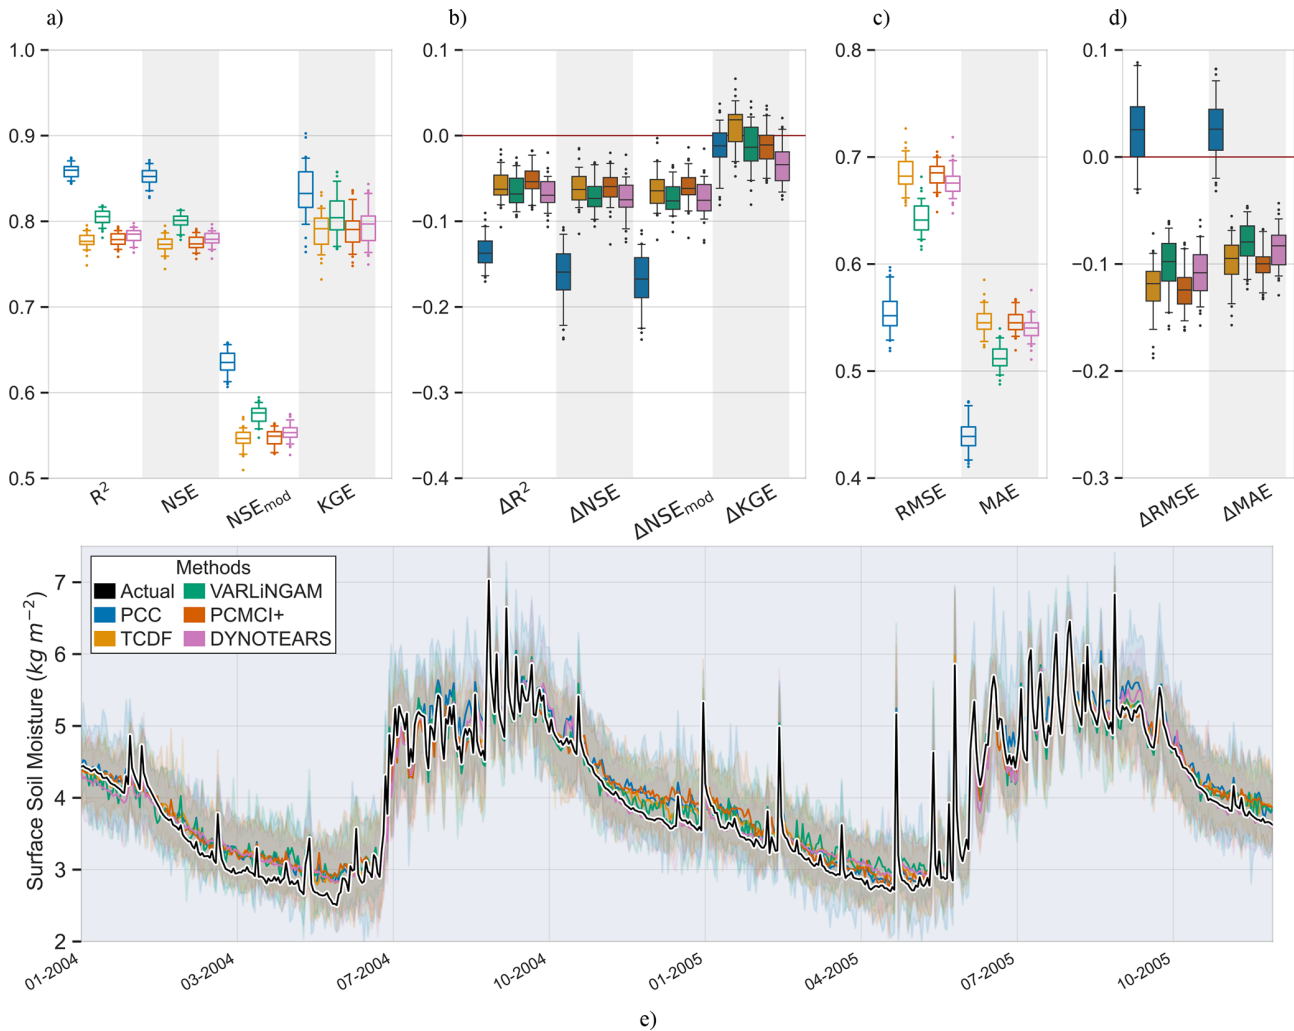 a)
b)
c)
d)
1.0
0.9
0.8
0.7
0.6
0.5
R²
NSE
NSE_mod
KGE
0.1
0.0
−0.1
−0.2
−0.3
−0.4
ΔR²
ΔNSE
ΔNSE_mod
ΔKGE
0.8
0.7
0.6
0.5
0.4
RMSE
MAE
0.1
0.0
−0.1
−0.2
−0.3
ΔRMSE
ΔMAE
Surface Soil Moisture (kg m⁻²)
7
6
5
4
3
2
Methods
Actual
PCC
TCDF
VARLiNGAM
PCMCI+
DYNOTEARS
01-2004
03-2004
07-2004
10-2004
01-2005
04-2005
07-2005
10-2005
e)